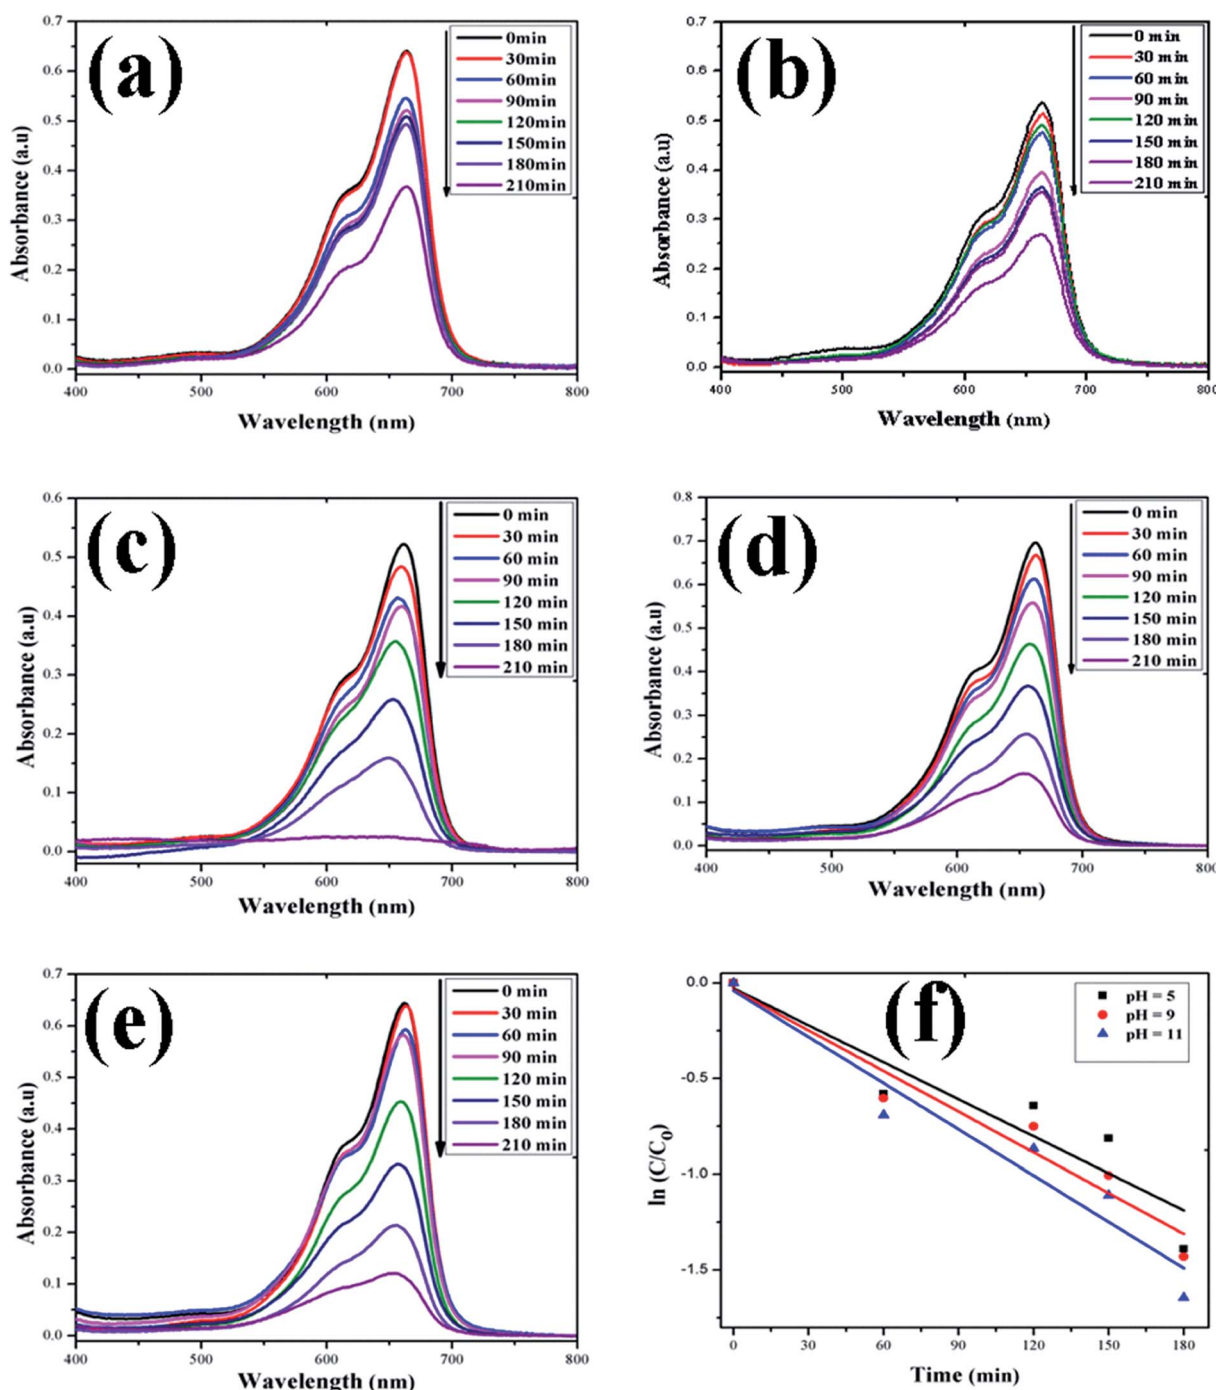 (a)
0.7
0.6
0.5
0.4
0.3
0.2
0.1
0.0
Absorbance (a.u)
400 500 600 700 800
Wavelength (nm)
0min
30min
60min
90min
120min
150min
180min
210min
(b)
0.7
0.6
0.5
0.4
0.3
0.2
0.1
0.0
Absorbance (a.u)
400 500 600 700 800
Wavelength (nm)
0 min
30 min
60 min
90 min
120 min
150 min
180 min
210 min
(c)
0.6
0.5
0.4
0.3
0.2
0.1
0.0
Absorbance (a.u)
400 500 600 700 800
Wavelength (nm)
0 min
30 min
60 min
90 min
120 min
150 min
180 min
210 min
(d)
0.8
0.7
0.6
0.5
0.4
0.3
0.2
0.1
0.0
Absorbance (a.u)
400 500 600 700 800
Wavelength (nm)
0 min
30 min
60 min
90 min
120 min
150 min
180 min
210 min
(e)
0.7
0.6
0.5
0.4
0.3
0.2
0.1
0.0
Absorbance (a.u)
400 500 600 700 800
Wavelength (nm)
0 min
30 min
60 min
90 min
120 min
150 min
180 min
210 min
(f)
0.0
-0.5
-1.0
-1.5
ln (C/C0)
0 30 60 90 120 150 180
Time (min)
pH = 5
pH = 9
pH = 11